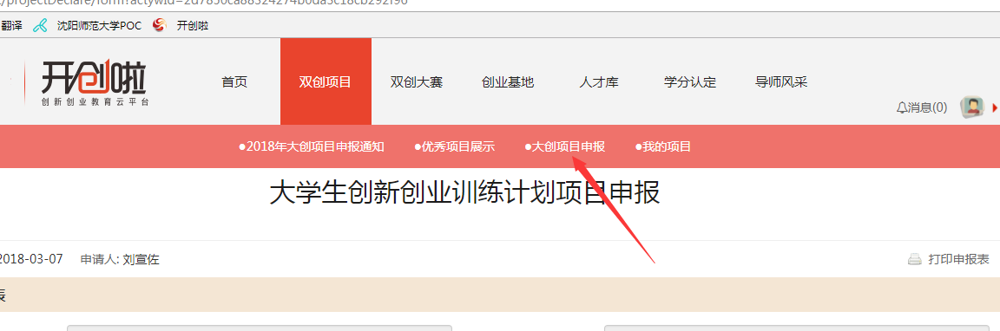 /projectDeclare/form?actywId=2d7850ca88324274b0da3c18cb292f96
翻译 沈阳师范大学POC 开创啦
开创啦
创新创业教育云平台
首页 双创项目 双创大赛 创业基地 人才库 学分认定 导师风采
消息(0)
●2018年大创项目申报通知 ●优秀项目展示 ●大创项目申报 ●我的项目
大学生创新创业训练计划项目申报
2018-03-07 申请人: 刘宣佐 打印申报表
表